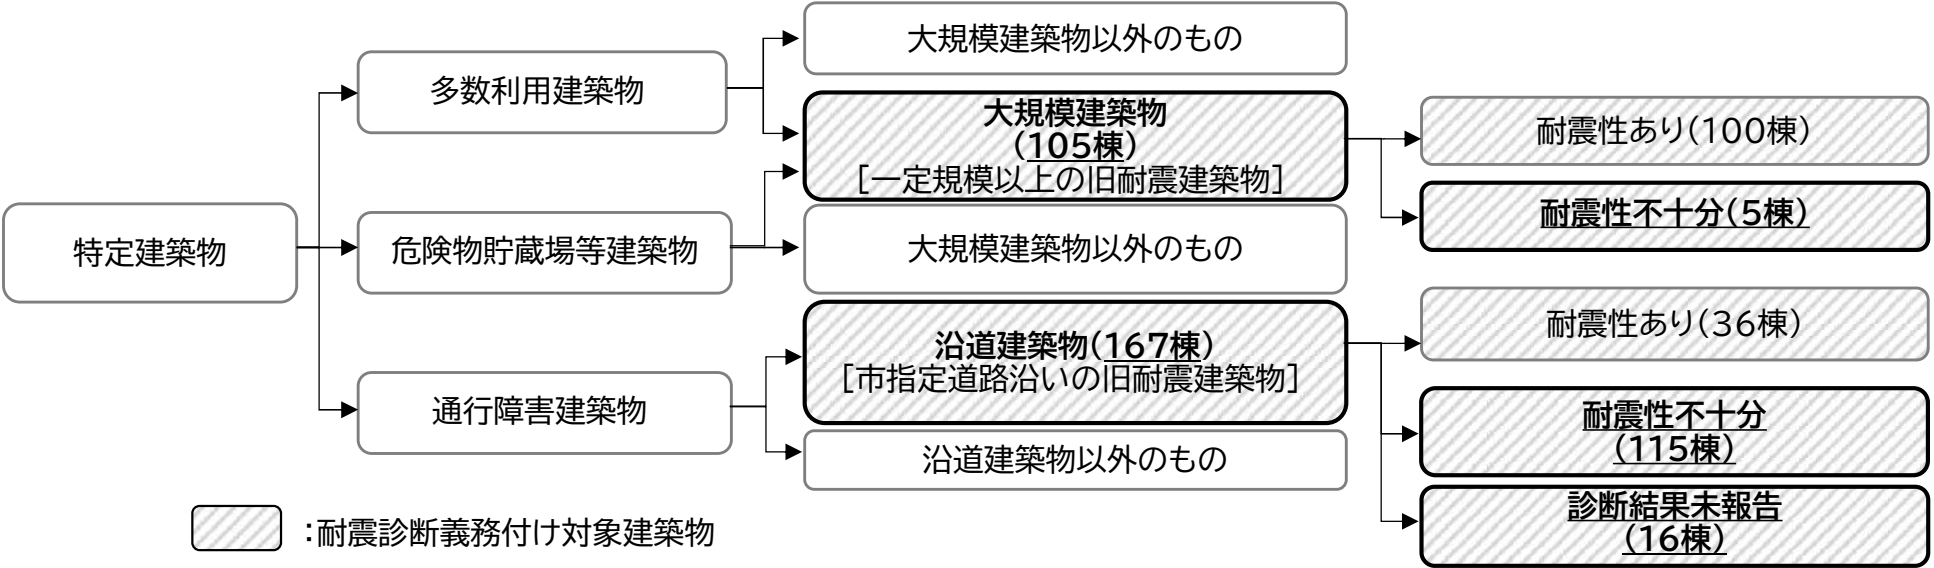 特定建築物
多数利用建築物
危険物貯蔵場等建築物
通行障害建築物
大規模建築物以外のもの
大規模建築物
(105棟)
[一定規模以上の旧耐震建築物]
大規模建築物以外のもの
沿道建築物(167棟)
[市指定道路沿いの旧耐震建築物]
沿道建築物以外のもの
耐震性あり(100棟)
耐震性不十分(5棟)
耐震性あり(36棟)
耐震性不十分
(115棟)
診断結果未報告
(16棟)
:耐震診断義務付け対象建築物